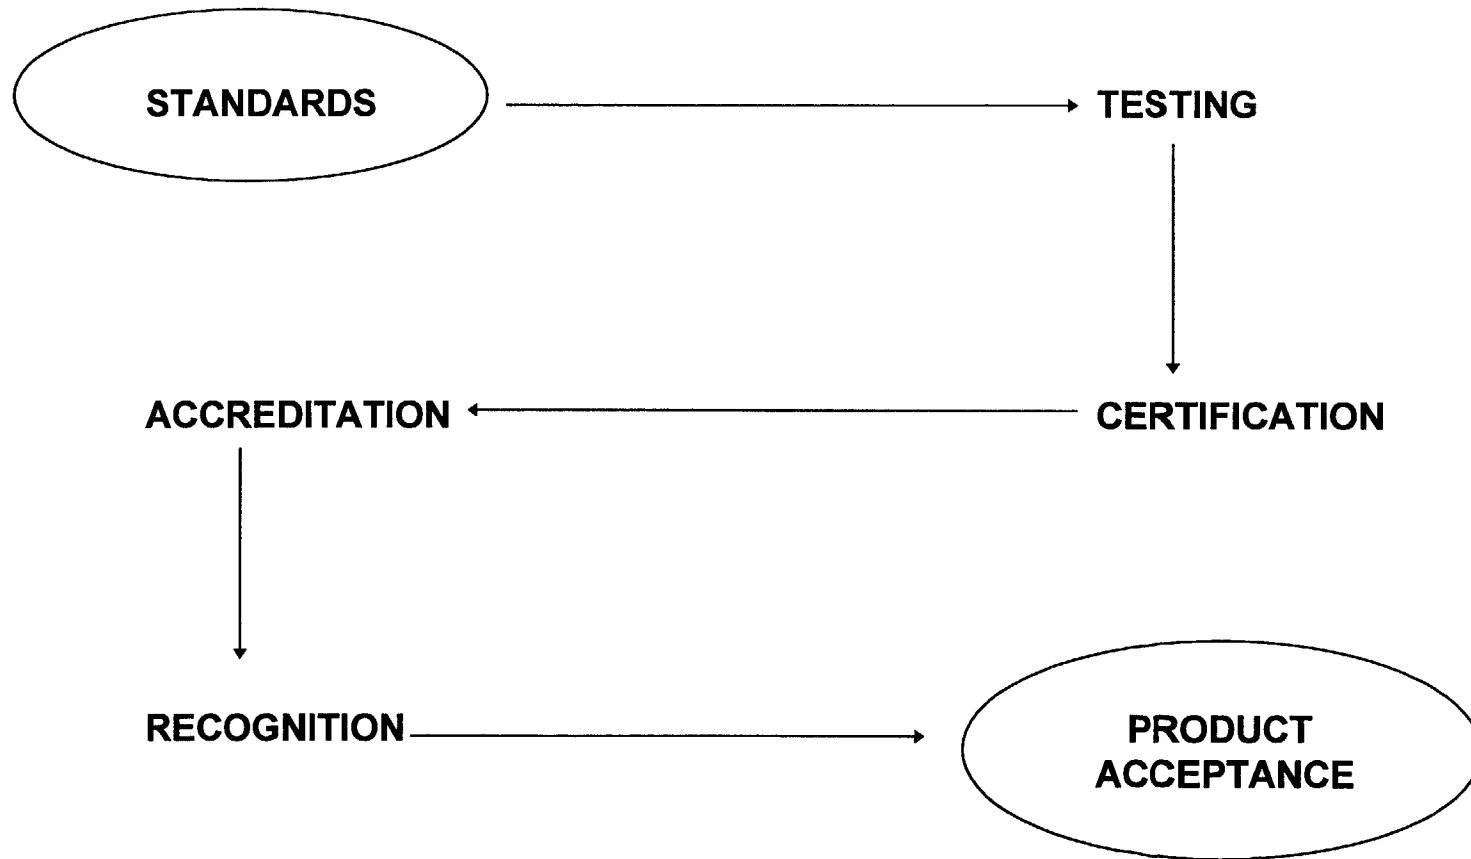 STANDARDS
TESTING
ACCREDITATION
CERTIFICATION
RECOGNITION
PRODUCT
ACCEPTANCE